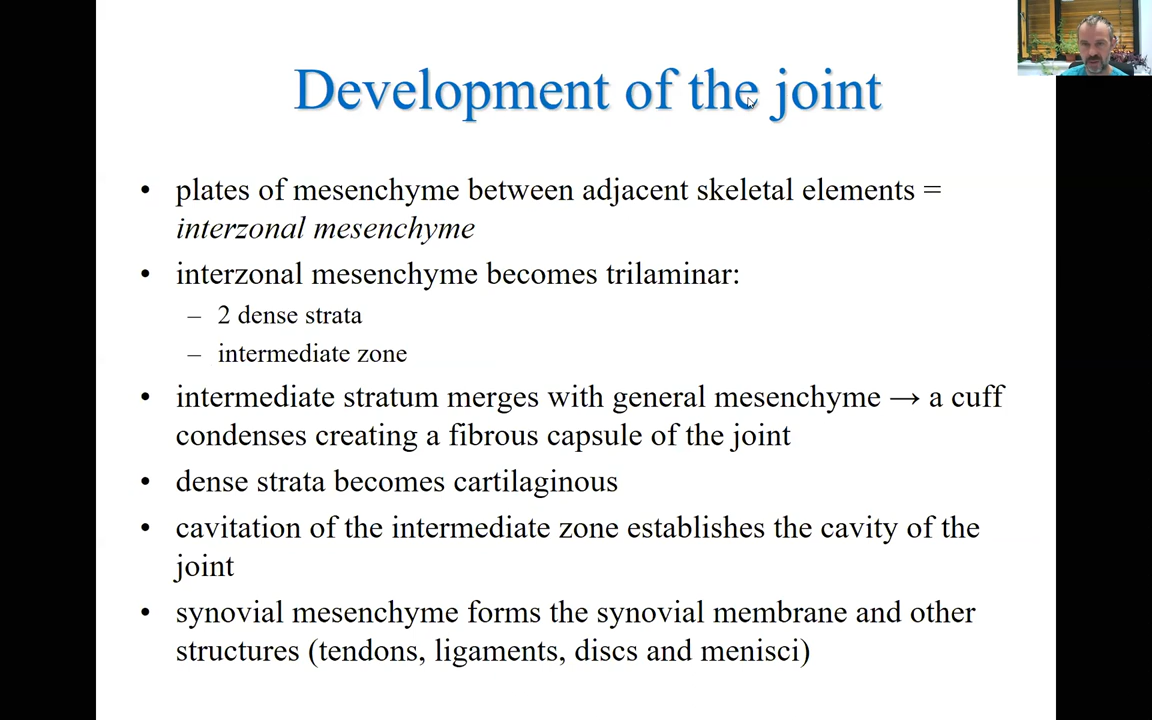 Development of the joint
• plates of mesenchyme between adjacent skeletal elements =
interzonal mesenchyme
• interzonal mesenchyme becomes trilaminar:
– 2 dense strata
– intermediate zone
• intermediate stratum merges with general mesenchyme → a cuff
condenses creating a fibrous capsule of the joint
• dense strata becomes cartilaginous
• cavitation of the intermediate zone establishes the cavity of the
joint
• synovial mesenchyme forms the synovial membrane and other
structures (tendons, ligaments, discs and menisci)